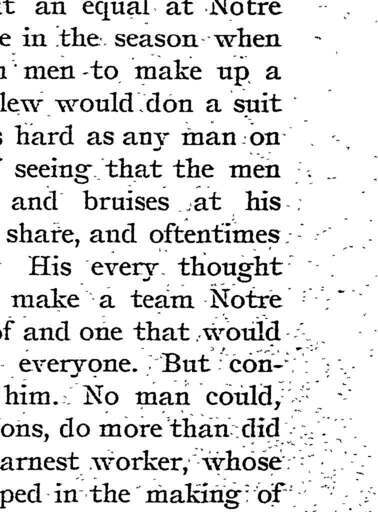 an equal at Notre
e in the season when
men to make up a
lew would don a suit
s hard as any man on
seeing that the men
and bruises at his
share, and oftentimes
His every thought
make a team Notre
of and one that would
everyone. But con-
him. No man could,
ons, do more than did
arnest worker, whose
ped in the making of